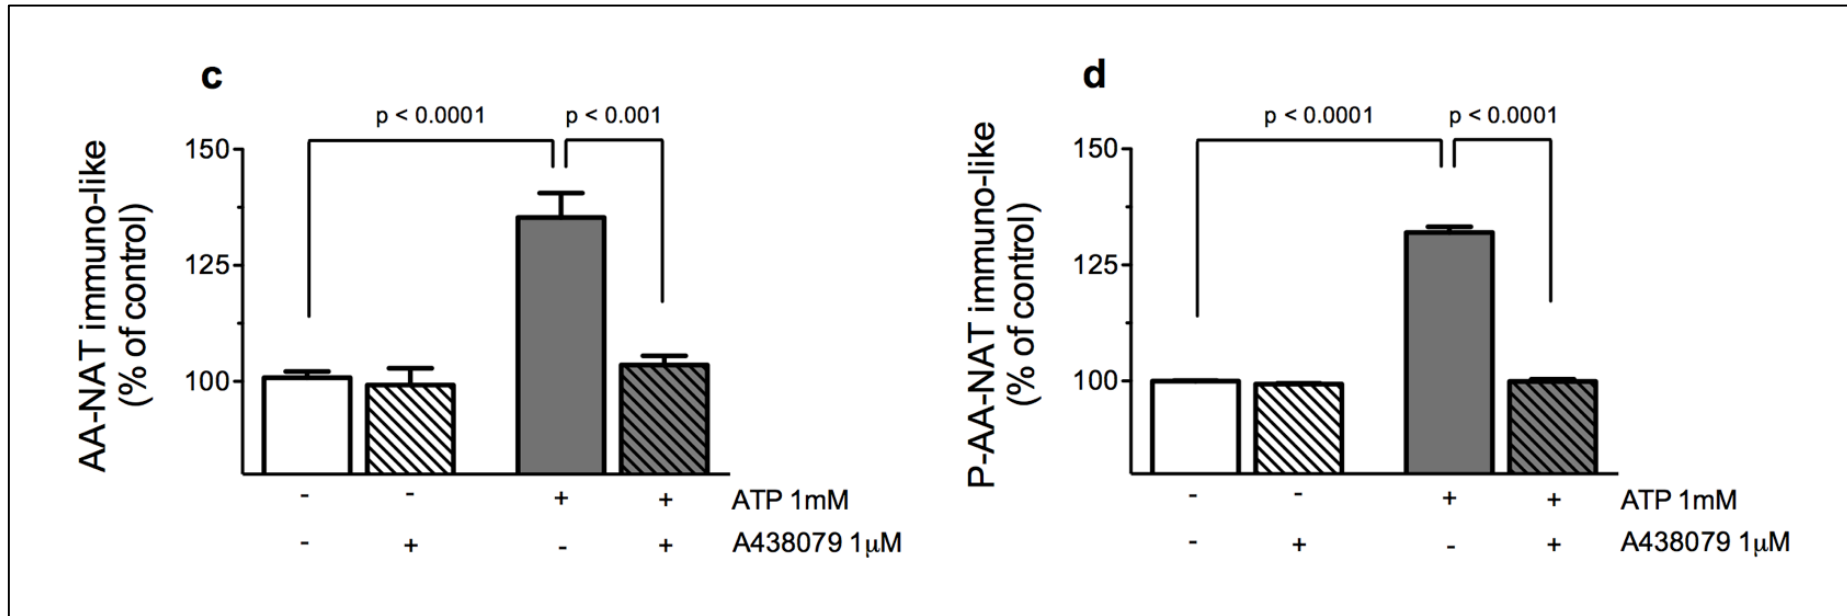 c
p < 0.0001
p < 0.001
AA-NAT immuno-like
(% of control)
150
125
100
- - + + ATP 1mM
- + - + A438079 1µM
d
p < 0.0001
p < 0.0001
P-AA-NAT immuno-like
(% of control)
150
125
100
- - + + ATP 1mM
- + - + A438079 1µM